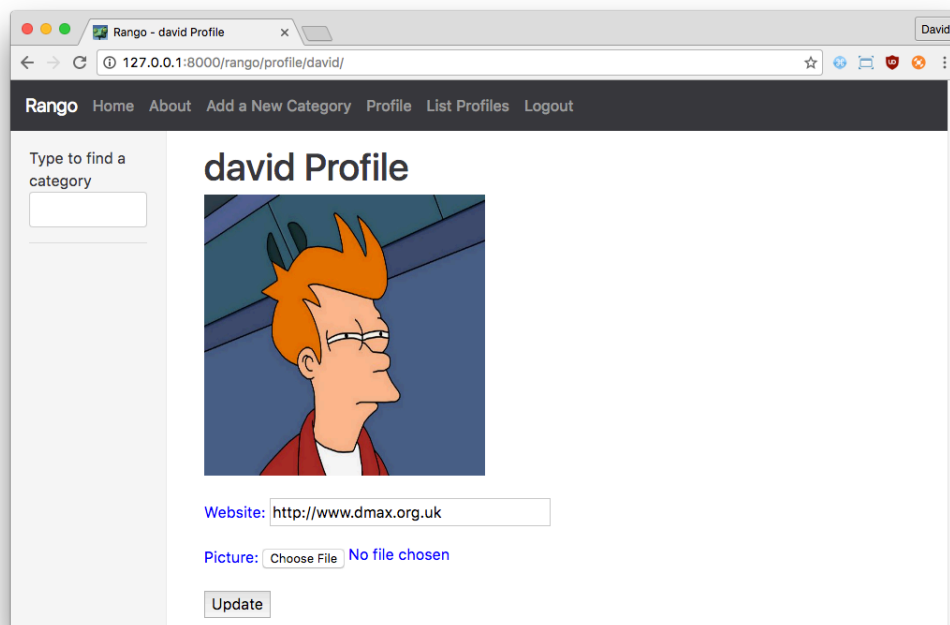 Rango - david Profile
David
127.0.0.1:8000/rango/profile/david/
Rango Home About Add a New Category Profile List Profiles Logout
Type to find a
category
david Profile
Website: http://www.dmax.org.uk
Picture: Choose File No file chosen
Update